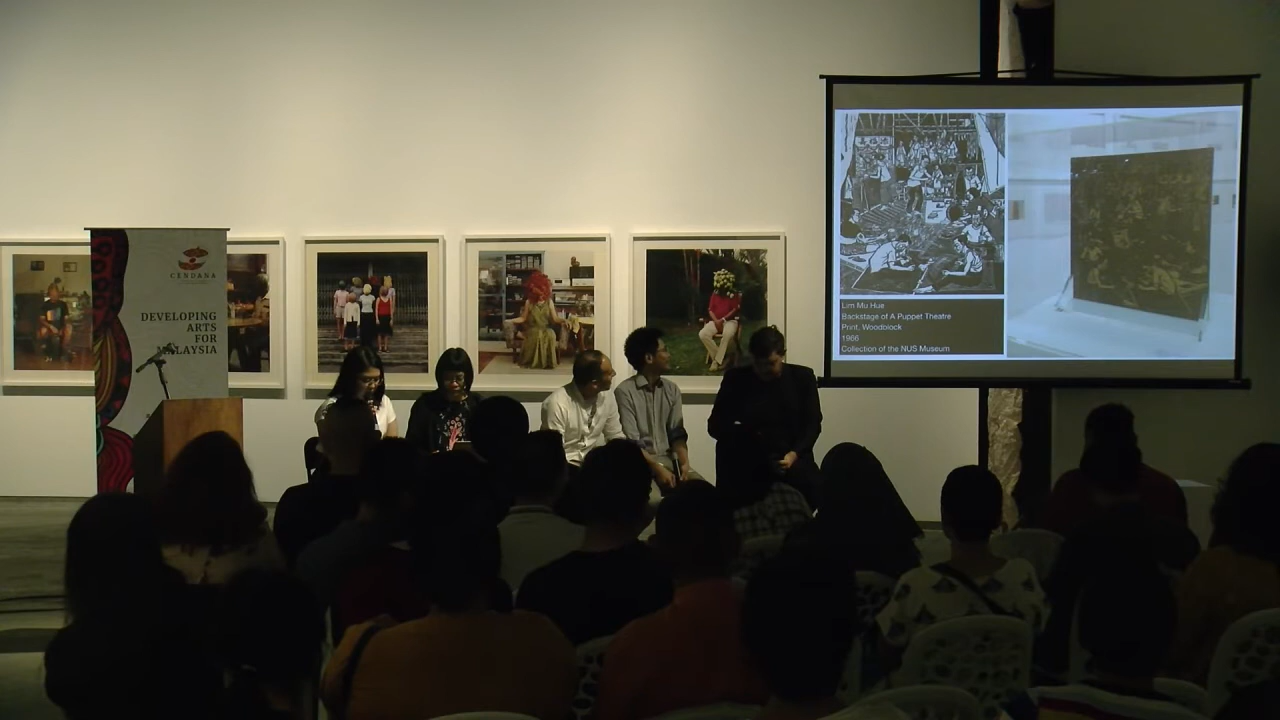 CENDANA
DEVELOPING
ARTS
FOR
MALAYSIA
Lim Mu Hue
Backstage of A Puppet Theatre
Print, Woodblock
1966
Collection of the NUS Museum